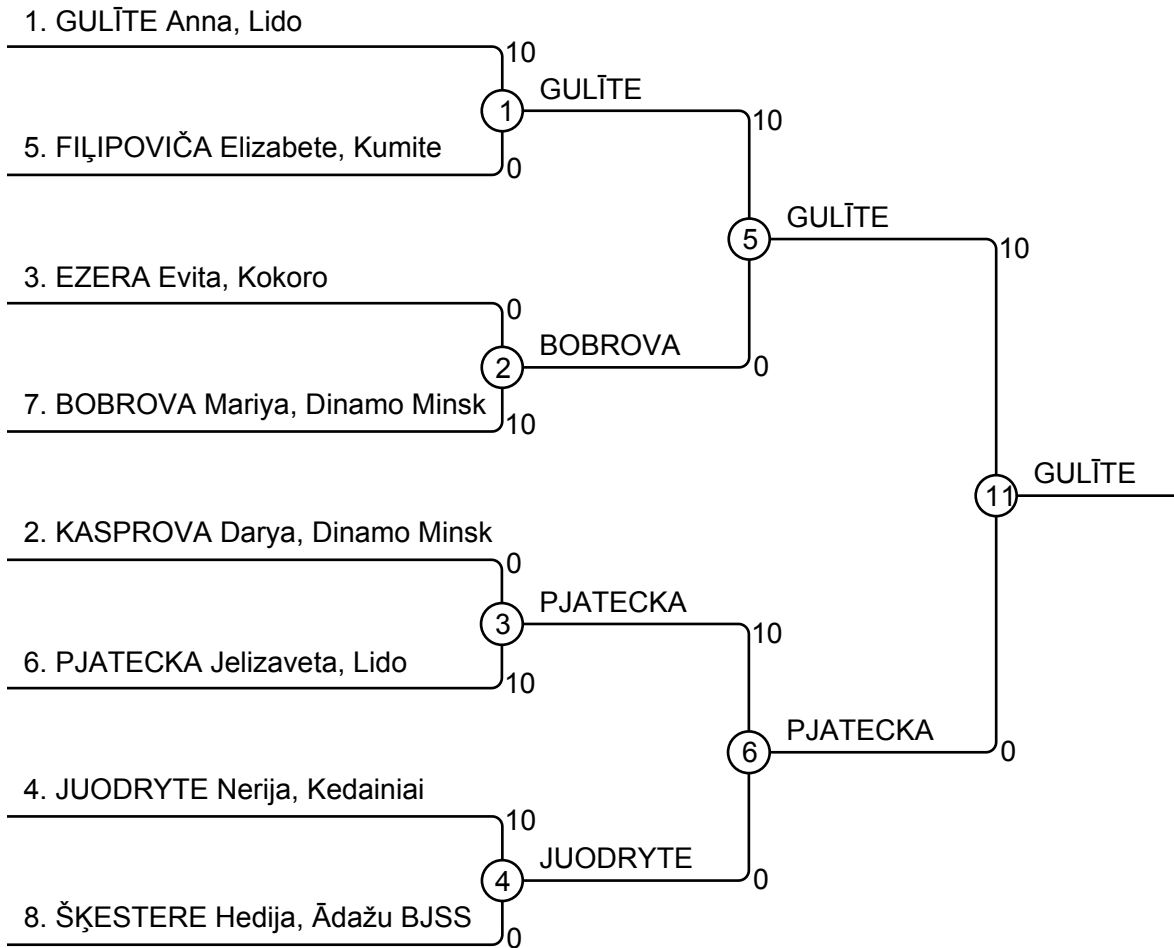 1. GULĪTE Anna, Lido
10
1
GULĪTE
10
5. FIĻIPOVIČA Elizabete, Kumite
0
5
GULĪTE
10
3. EZERA Evita, Kokoro
0
2
BOBROVA
0
7. BOBROVA Mariya, Dinamo Minsk
10
11
GULĪTE
2. KASPROVA Darya, Dinamo Minsk
0
3
PJATECKA
10
6. PJATECKA Jelizaveta, Lido
10
6
PJATECKA
0
4. JUODRYTE Nerija, Kedainiai
10
4
JUODRYTE
0
8. ŠĶESTERE Hedija, Ādažu BJSS
0